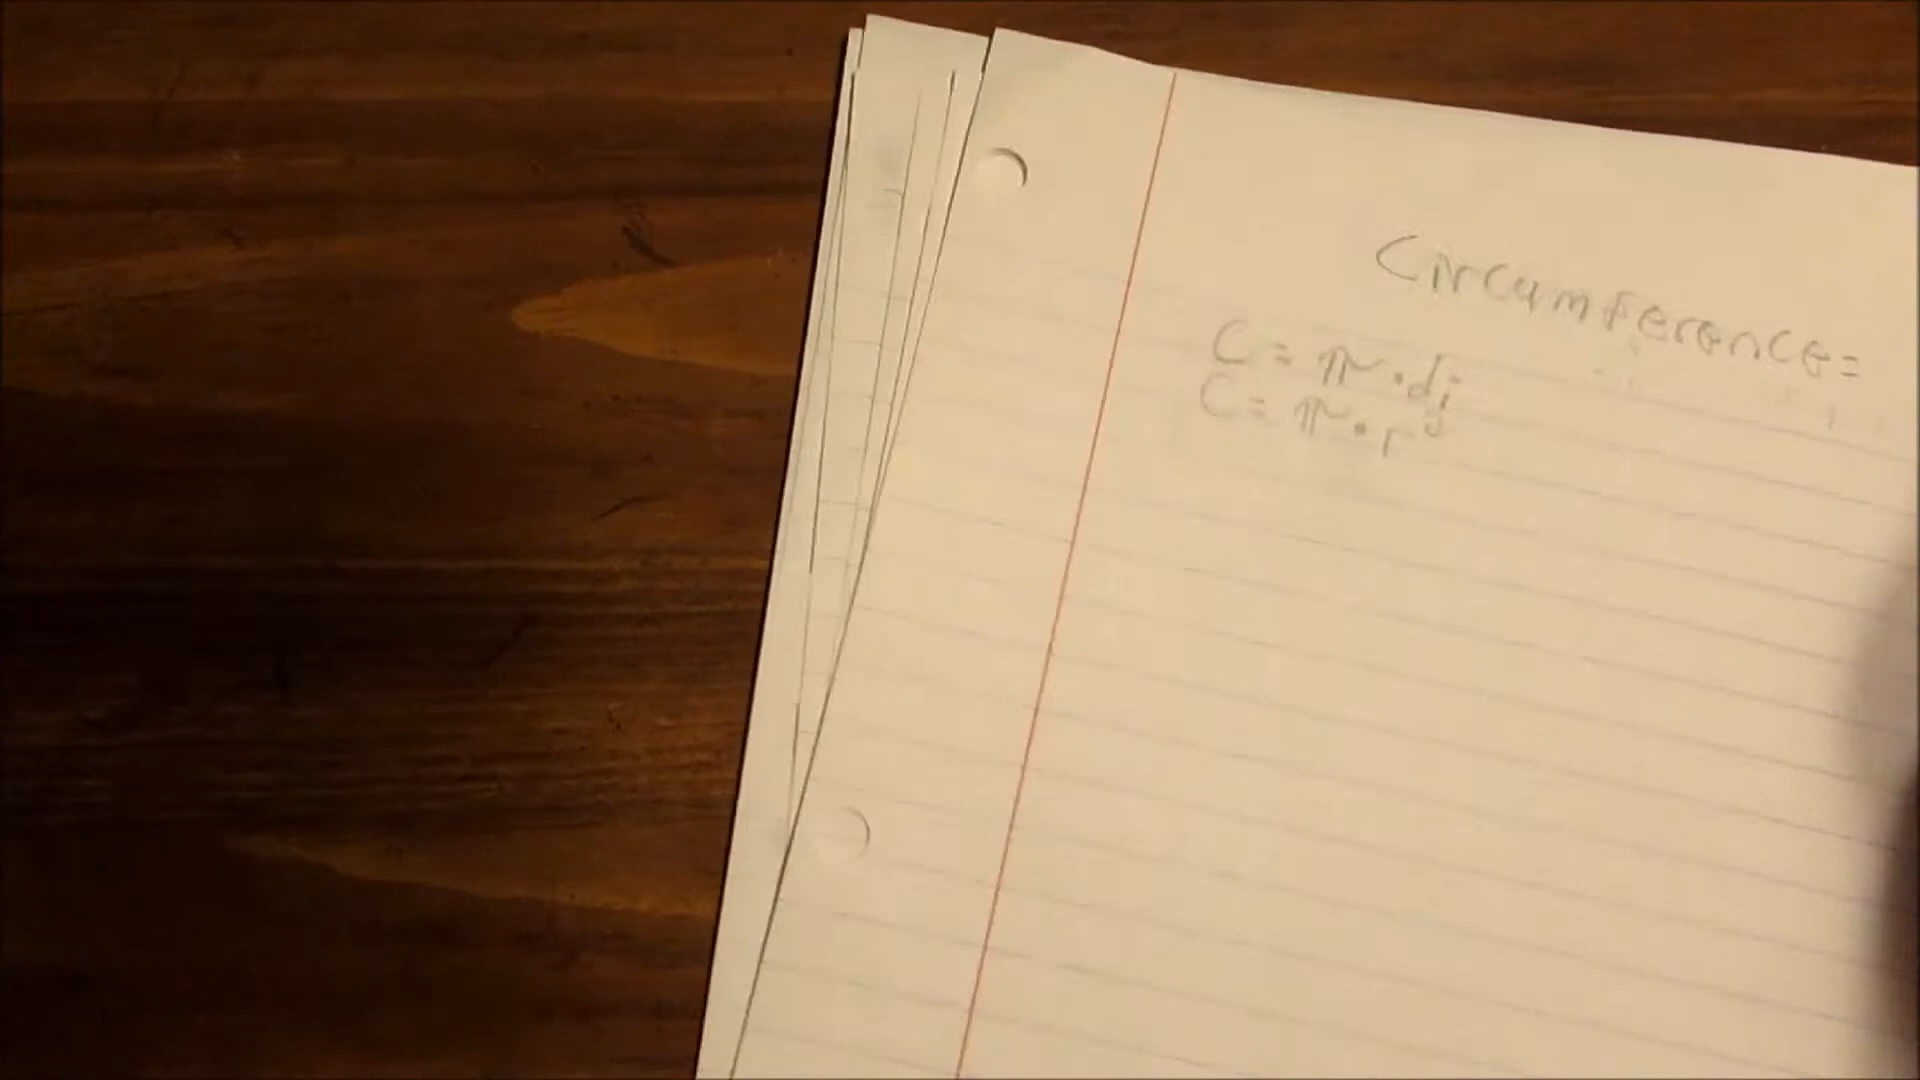 Circumference=
C = π · d;
C = π · r